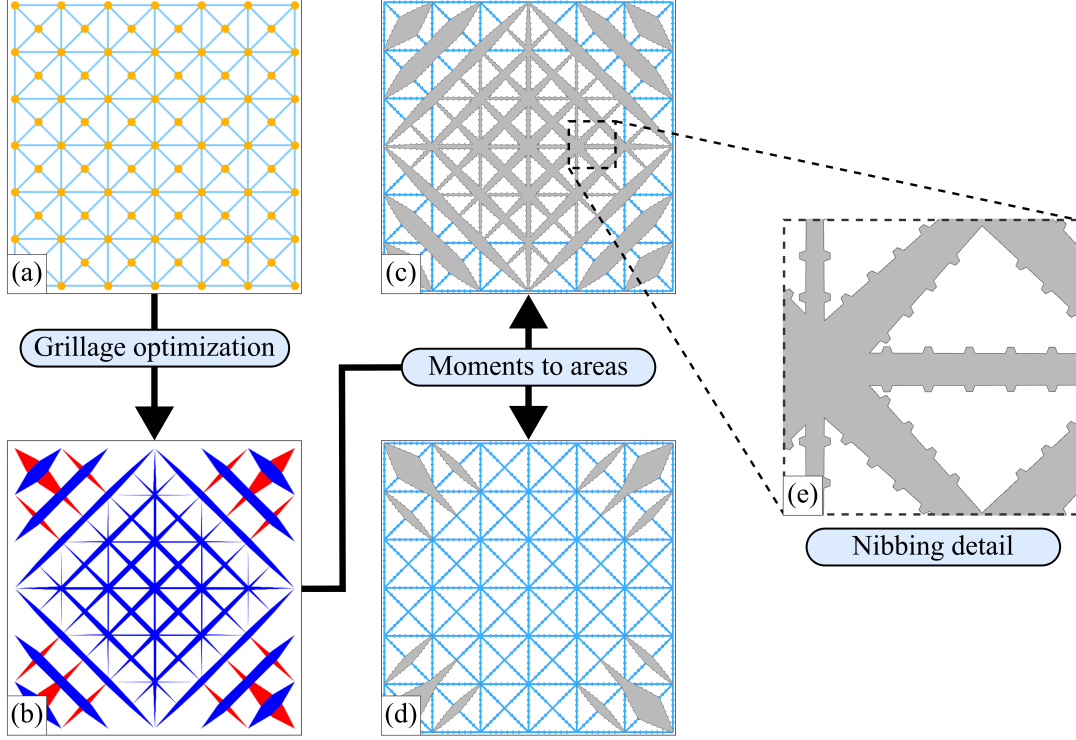 (a)
(c)
Grillage optimization
Moments to areas
(e)
Nibbing detail
(b)
(d)